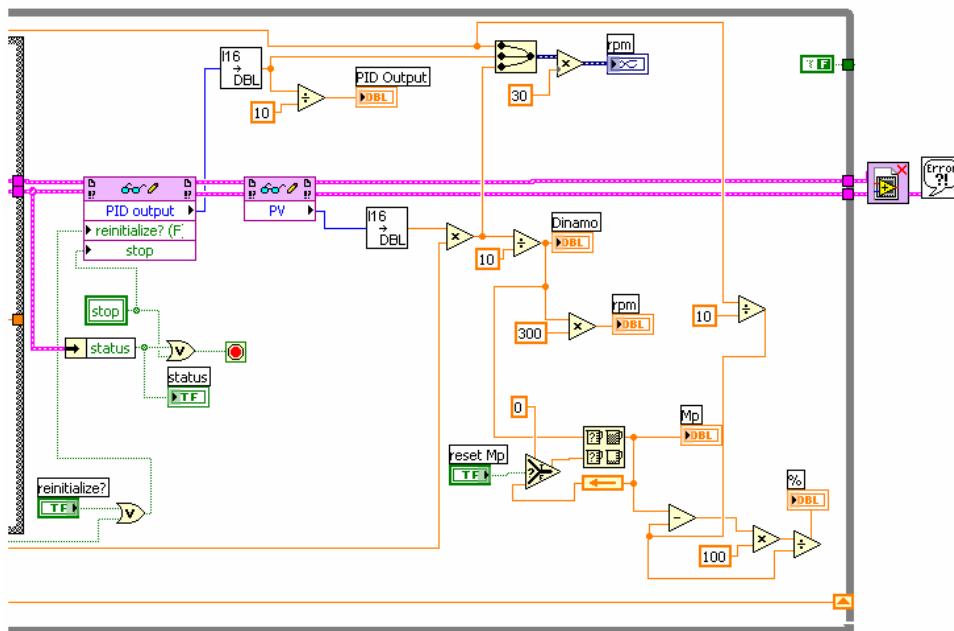 rpm
I16
DBL
PID Output
DBL
10
30
T F
Error
?!
PID output
PV
reinitialize? (F)
stop
I16
DBL
Dinamo
DBL
10
rpm
DBL
300
10
stop
status
status
TF
0
Mp
DBL
reset Mp
TF
%
DBL
reinitialize?
TF
100